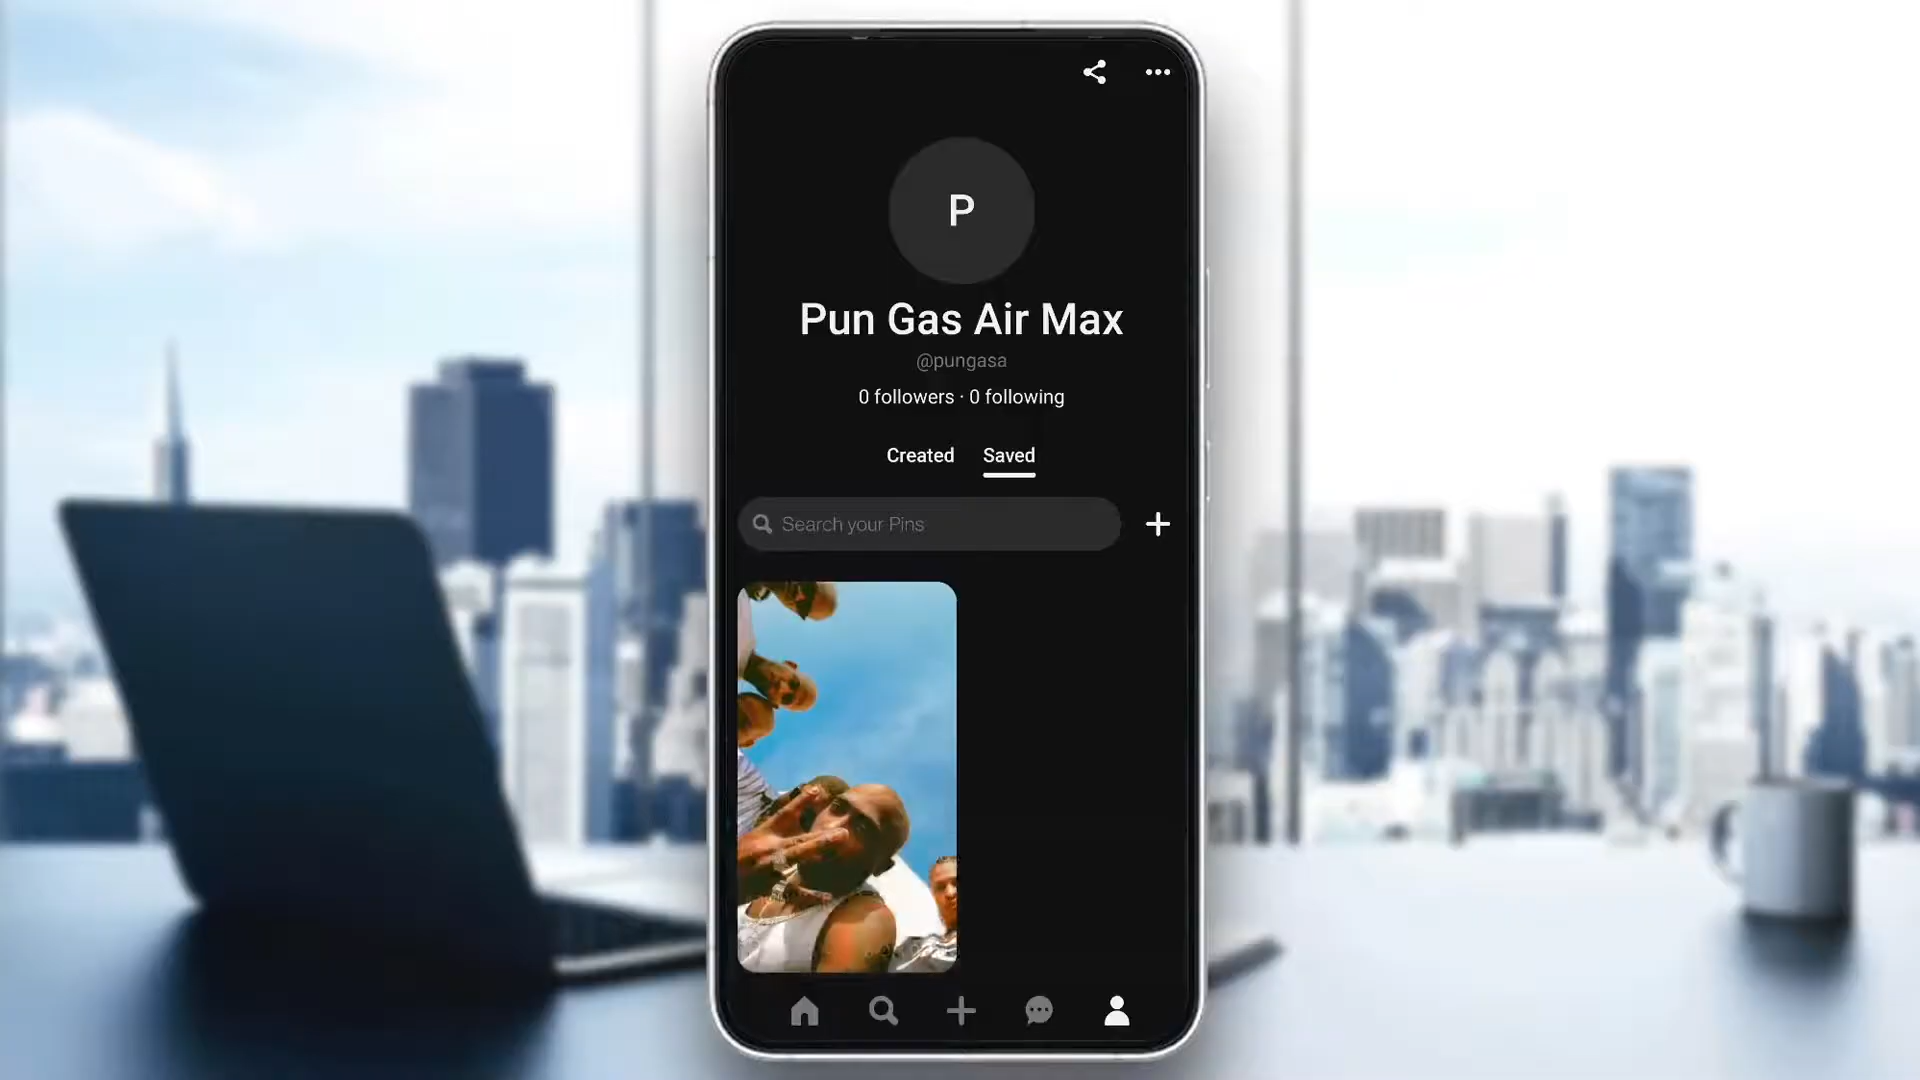 P
Pun Gas Air Max
@pungasa
0 followers · 0 following
Created Saved
Search your Pins